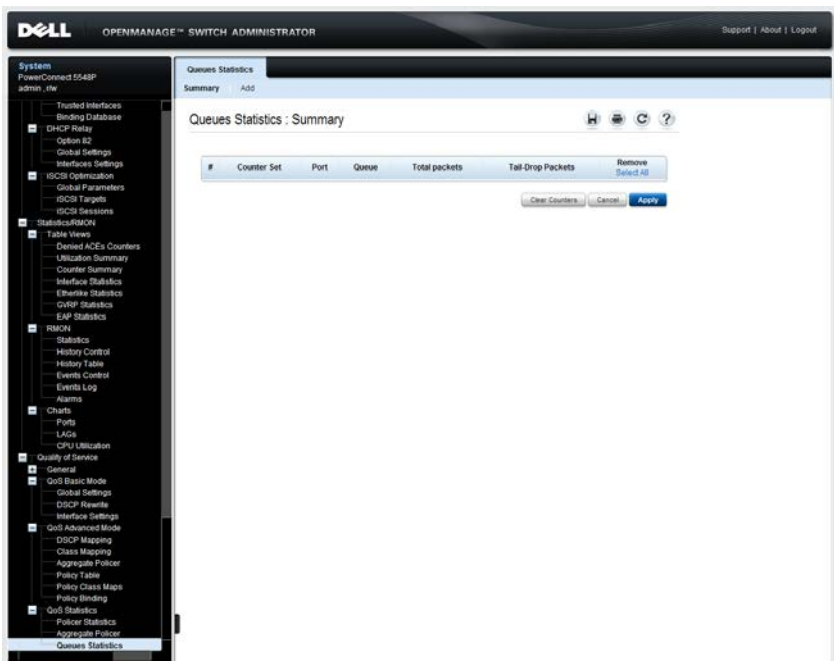 DELL
OPENMANAGE™ SWITCH ADMINISTRATOR
Support | About | Logout
System
PowerConnect 5548P
admin , r/w
Trusted Interfaces
Binding Database
DHCP Relay
Option 82
Global Settings
Interfaces Settings
iSCSI Optimization
Global Parameters
iSCSI Targets
iSCSI Sessions
Statistics/RMON
Table Views
Denied ACEs Counters
Utilization Summary
Counter Summary
Interface Statistics
Etherlike Statistics
GVRP Statistics
EAP Statistics
RMON
Statistics
History Control
History Table
Events Control
Events Log
Alarms
Charts
Ports
LAGs
CPU Utilization
Quality of Service
General
QoS Basic Mode
Global Settings
DSCP Rewrite
Interface Settings
QoS Advanced Mode
DSCP Mapping
Class Mapping
Aggregate Policer
Policy Table
Policy Class Maps
Policy Binding
QoS Statistics
Policer Statistics
Aggregate Policer
Queues Statistics
Queues Statistics
Summary Add
Queues Statistics : Summary
# Counter Set Port Queue Total packets Tail-Drop Packets Remove
Select All
Clear Counters Cancel Apply